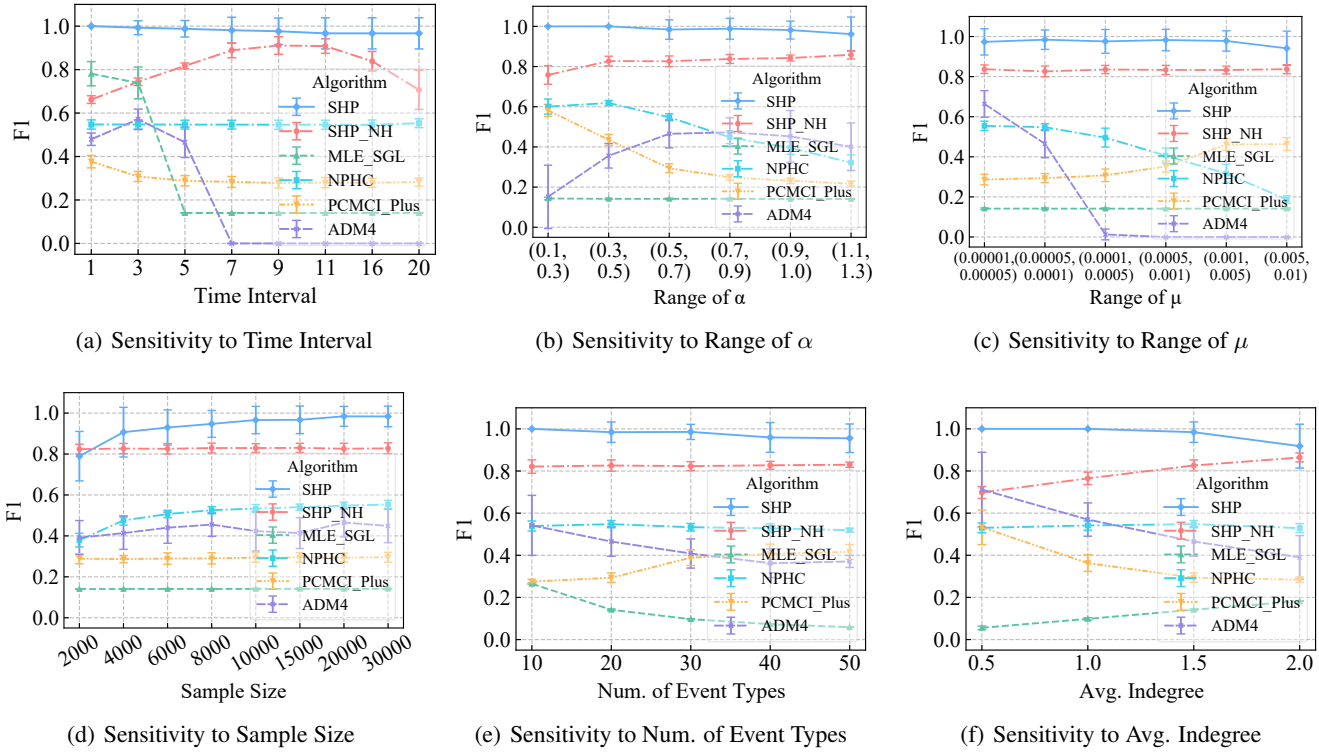 1.0
0.8
0.6
0.4
0.2
0.0
F1
Algorithm
SHP
SHP_NH
MLE_SGL
NPHC
PCMCI_Plus
ADM4
1 3 5 7 9 11 16 20
Time Interval
(a) Sensitivity to Time Interval
1.0
0.8
0.6
0.4
0.2
0.0
F1
Algorithm
SHP
SHP_NH
MLE_SGL
NPHC
PCMCI_Plus
ADM4
(0.1, (0.3, (0.5, (0.7, (0.9, (1.1,
0.3) 0.5) 0.7) 0.9) 1.0) 1.3)
Range of α
(b) Sensitivity to Range of α
1.0
0.8
0.6
0.4
0.2
0.0
F1
Algorithm
SHP
SHP_NH
MLE_SGL
NPHC
PCMCI_Plus
ADM4
(0.00001, (0.00005, (0.0001, (0.0005, (0.001, (0.005,
0.00005) 0.0001) 0.0005) 0.001) 0.005) 0.01)
Range of μ
(c) Sensitivity to Range of μ
1.0
0.8
0.6
0.4
0.2
0.0
F1
Algorithm
SHP
SHP_NH
MLE_SGL
NPHC
PCMCI_Plus
ADM4
2000 4000 6000 8000 10000 15000 20000 30000
Sample Size
(d) Sensitivity to Sample Size
1.0
0.8
0.6
0.4
0.2
0.0
F1
Algorithm
SHP
SHP_NH
MLE_SGL
NPHC
PCMCI_Plus
ADM4
10 20 30 40 50
Num. of Event Types
(e) Sensitivity to Num. of Event Types
1.0
0.8
0.6
0.4
0.2
0.0
F1
Algorithm
SHP
SHP_NH
MLE_SGL
NPHC
PCMCI_Plus
ADM4
0.5 1.0 1.5 2.0
Avg. Indegree
(f) Sensitivity to Avg. Indegree